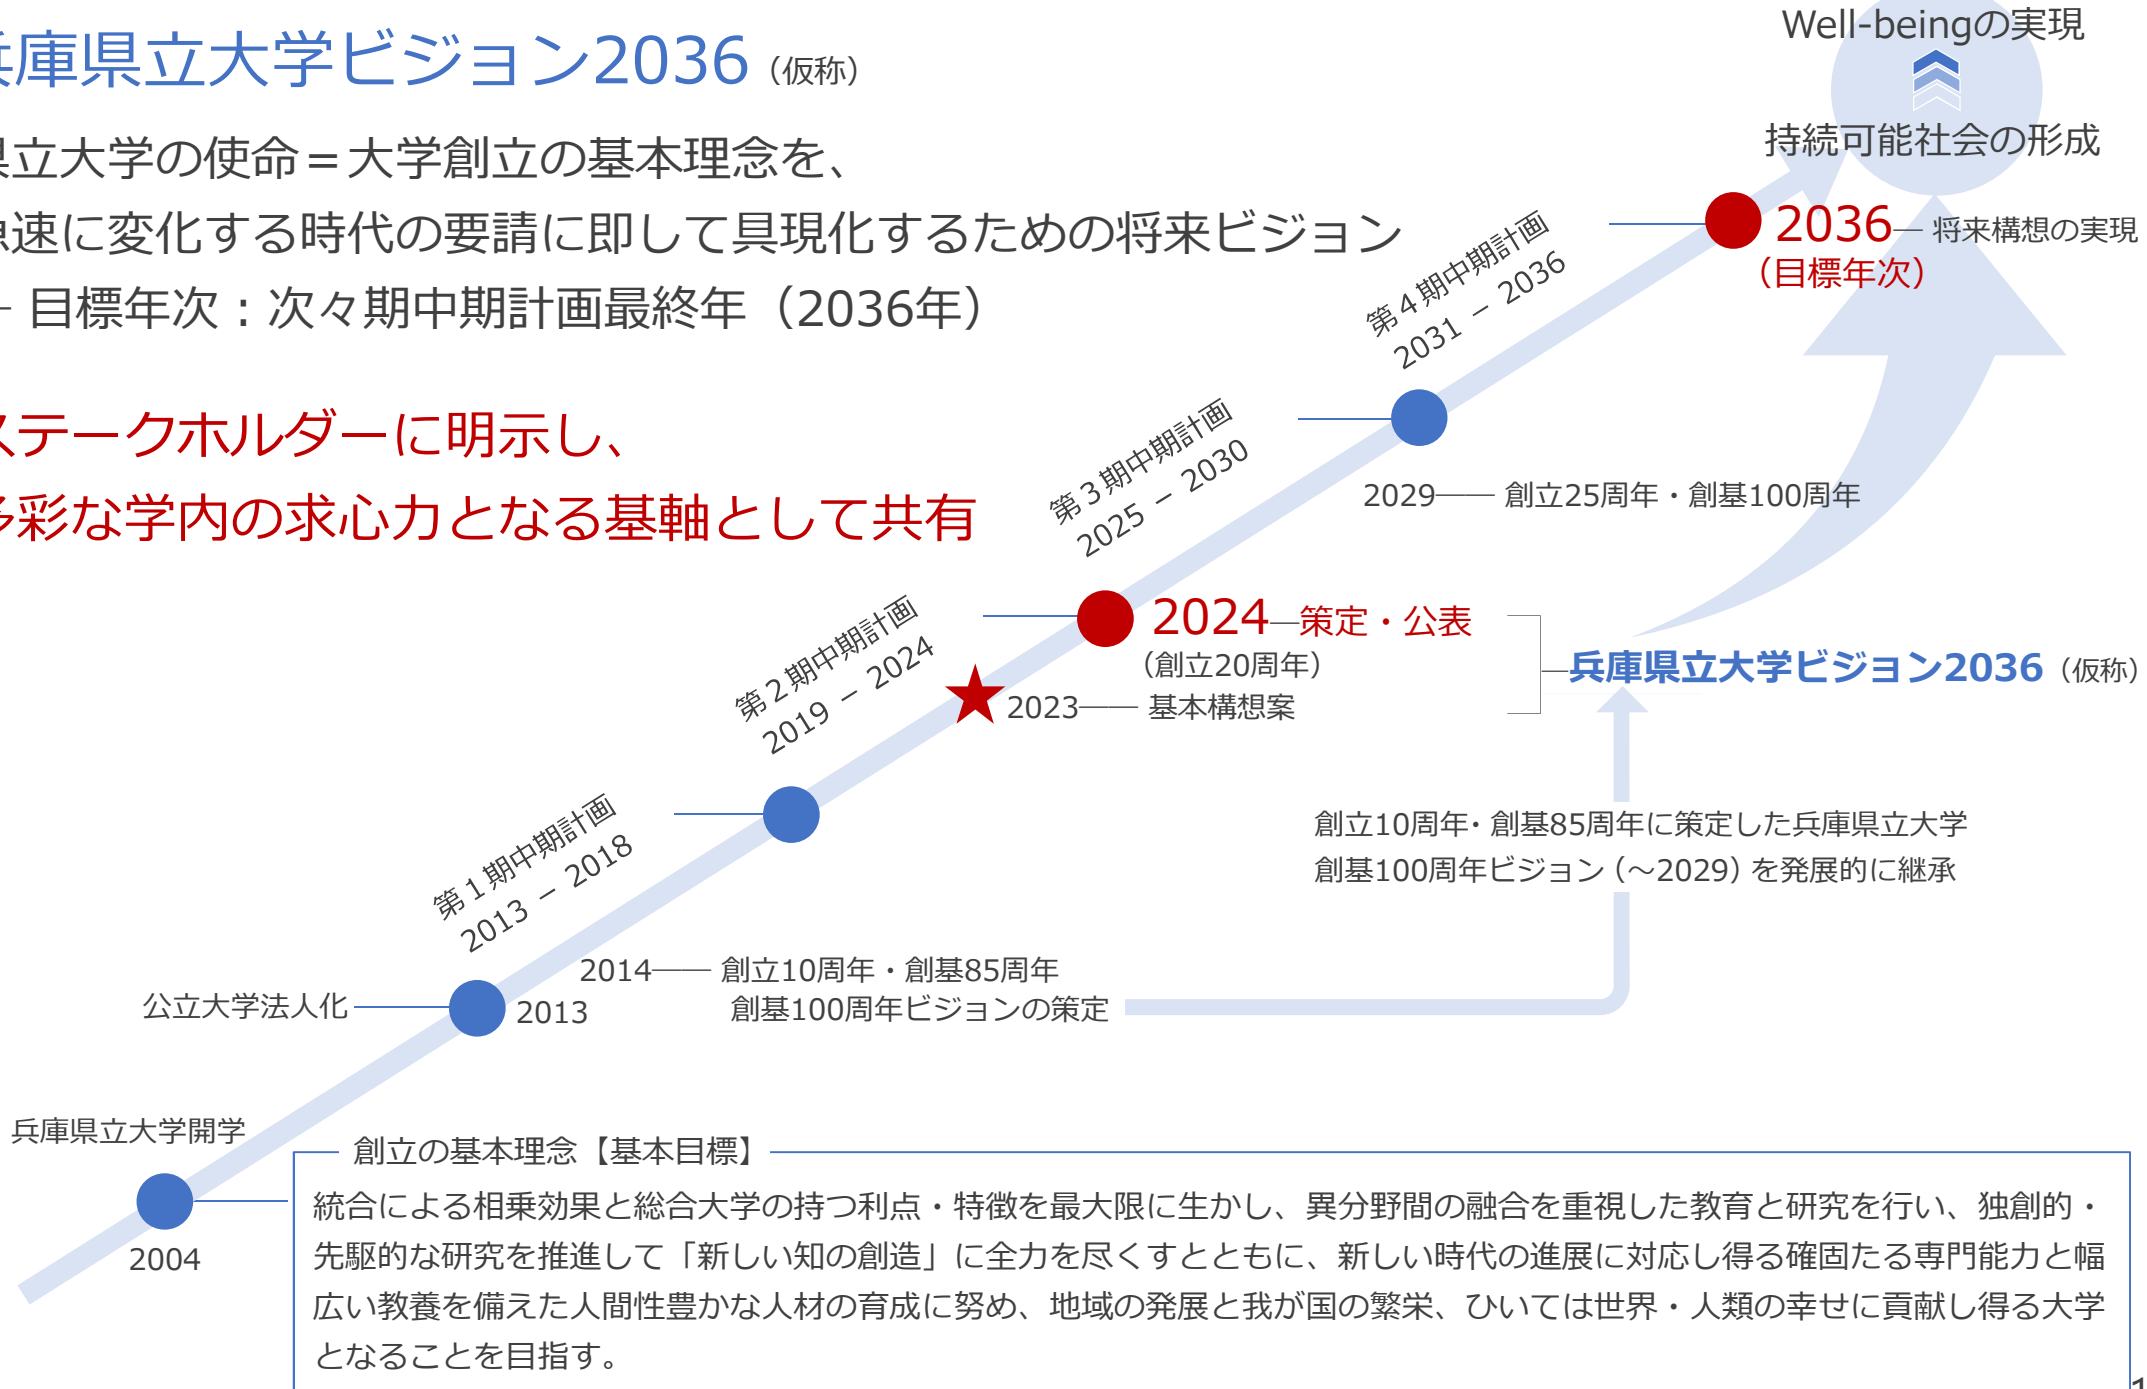 兵庫県立大学ビジョン2036（仮称）
県立大学の使命＝大学創立の基本理念を、
急速に変化する時代の要請に即して具現化するための将来ビジョン
― 目標年次：次々期中期計画最終年（2036年）
ステークホルダーに明示し、
多彩な学内の求心力となる基軸として共有
Well-beingの実現
持続可能社会の形成
2036― 将来構想の実現
（目標年次）
第４期中期計画
2031 － 2036
2029―― 創立25周年・創基100周年
第３期中期計画
2025 － 2030
2024―策定・公表
（創立20周年）
2023―― 基本構想案
―兵庫県立大学ビジョン2036（仮称）
第２期中期計画
2019 － 2024
創立10周年・創基85周年に策定した兵庫県立大学
創基100周年ビジョン（～2029）を発展的に継承
第１期中期計画
2013 － 2018
2014―― 創立10周年・創基85周年
創基100周年ビジョンの策定
公立大学法人化
2013
兵庫県立大学開学
2004
創立の基本理念【基本目標】
統合による相乗効果と総合大学の持つ利点・特徴を最大限に生かし、異分野間の融合を重視した教育と研究を行い、独創的・
先駆的な研究を推進して「新しい知の創造」に全力を尽くすとともに、新しい時代の進展に対応し得る確固たる専門能力と幅
広い教養を備えた人間性豊かな人材の育成に努め、地域の発展と我が国の繁栄、ひいては世界・人類の幸せに貢献し得る大学
となることを目指す。